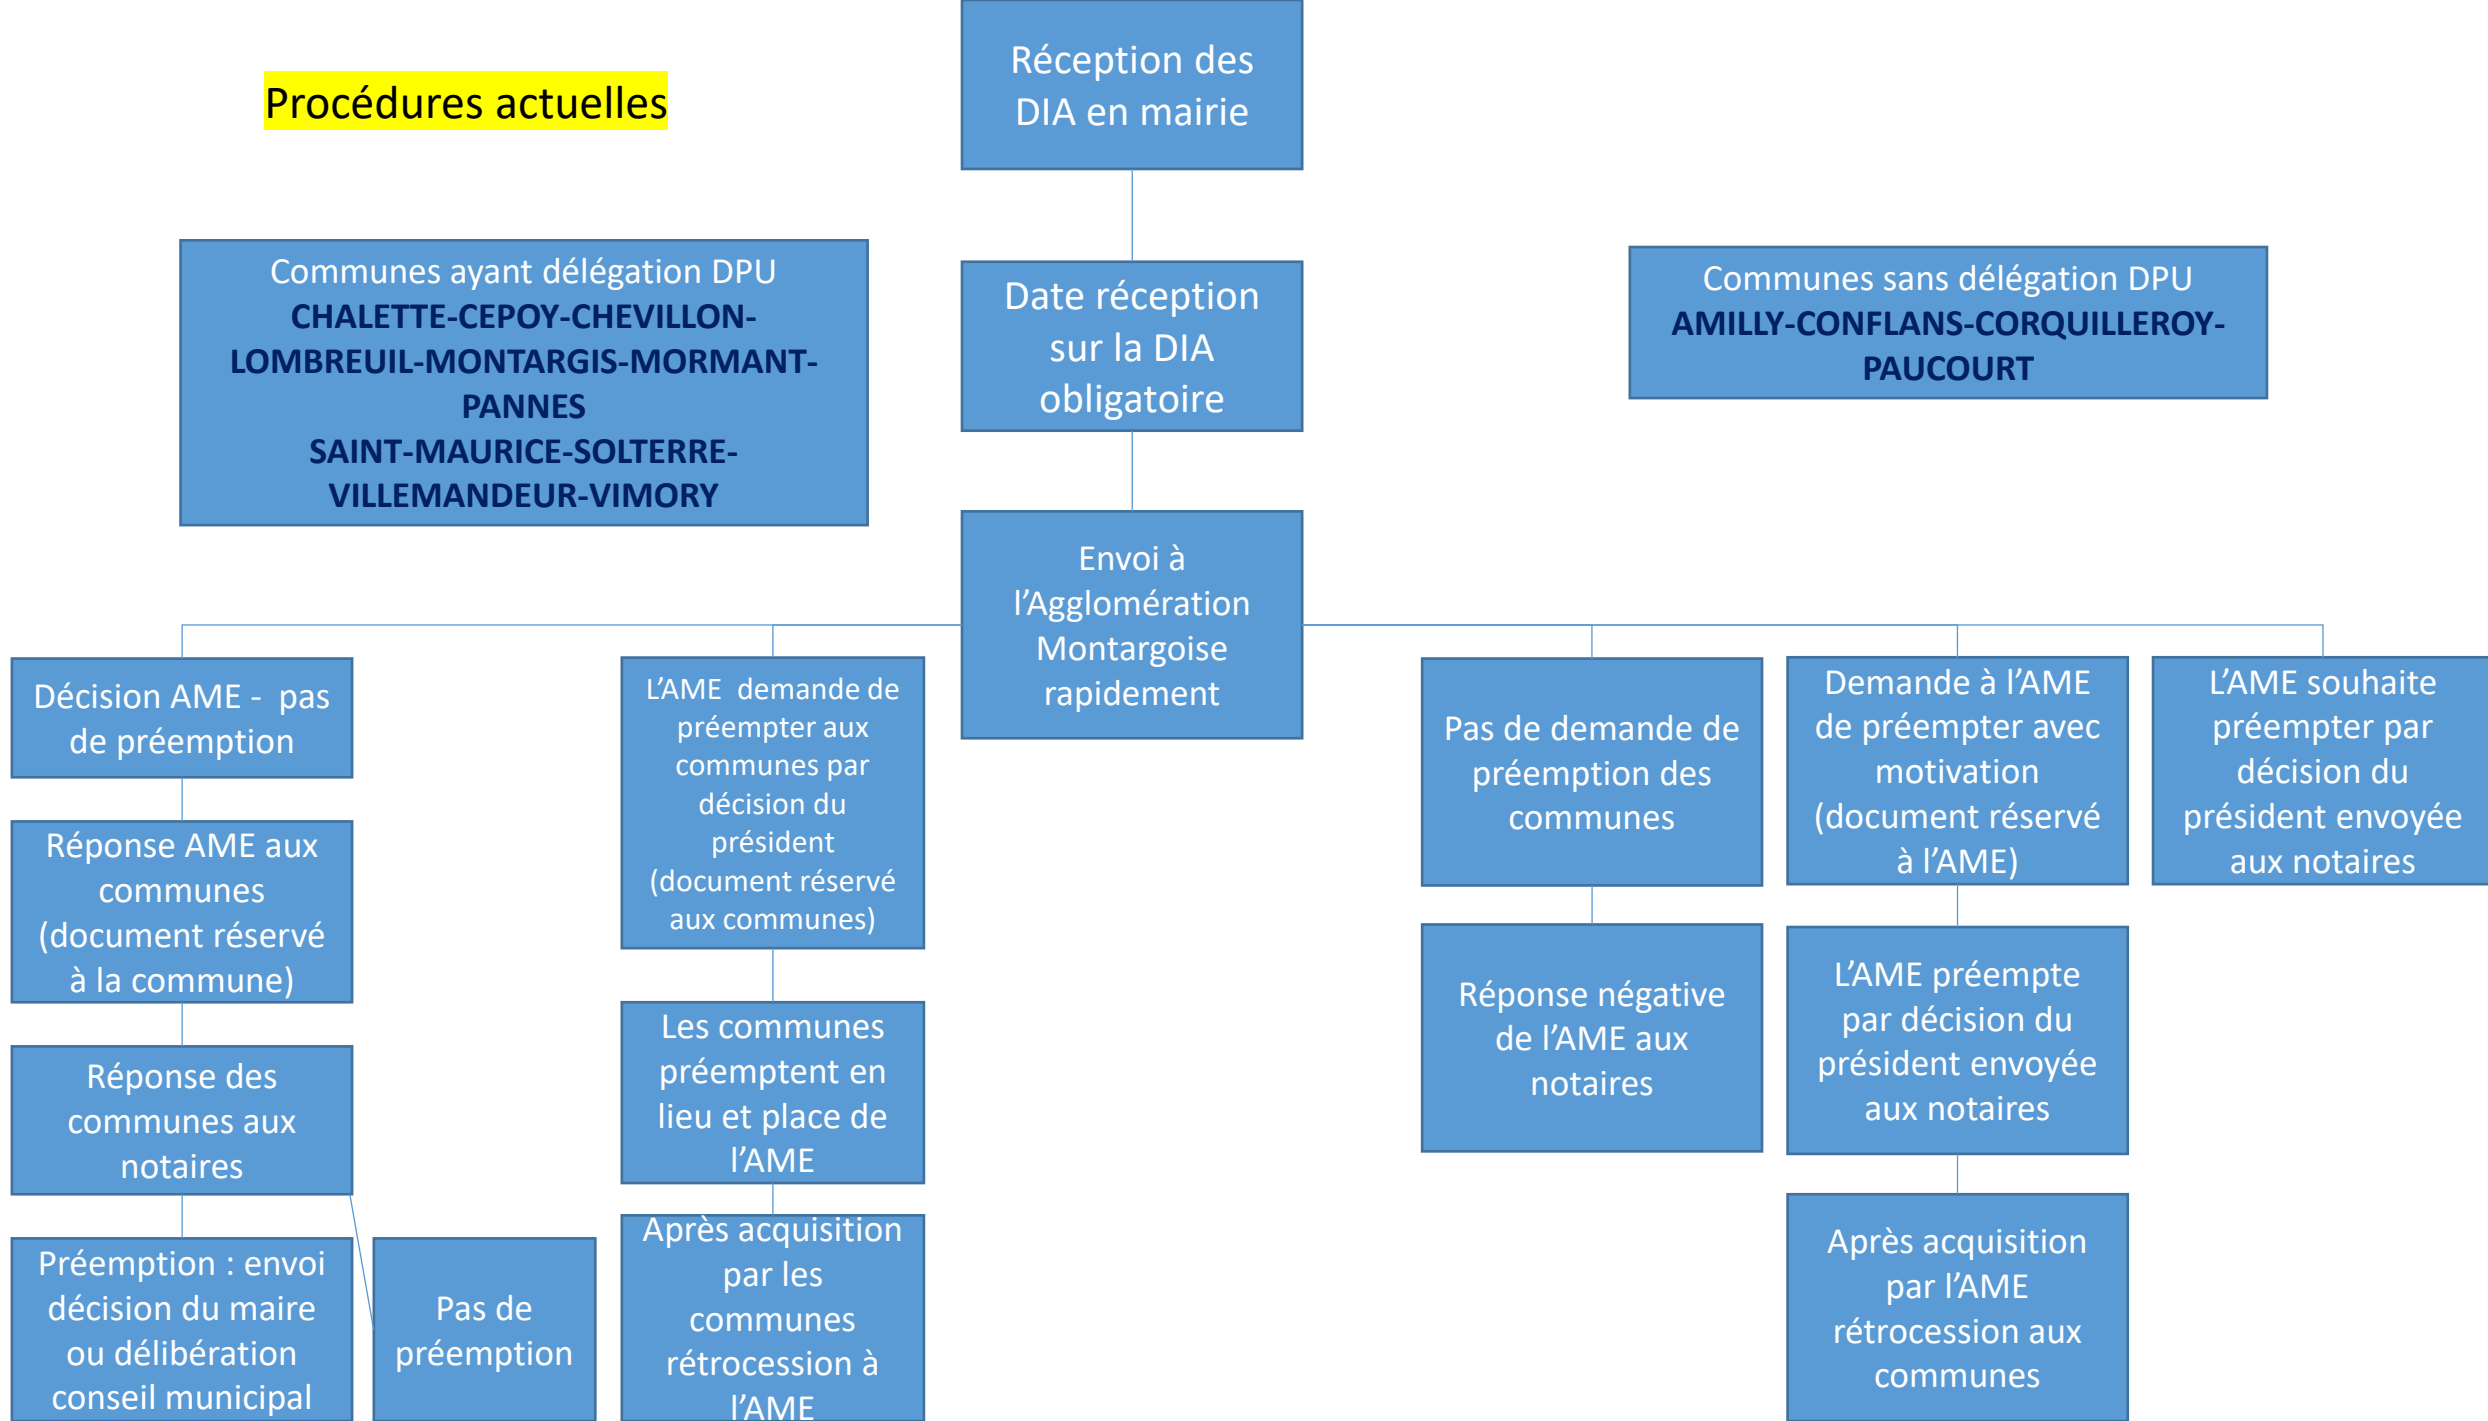 Procédures actuelles
Réception des
DIA en mairie
Communes ayant délégation DPU
CHALETTE-CEPOY-CHEVILLON-
LOMBREUIL-MONTARGIS-MORMANT-
PANNES
SAINT-MAURICE-SOLTERRE-
VILLEMANDEUR-VIMORY
Date réception
sur la DIA
obligatoire
Communes sans délégation DPU
AMILLY-CONFLANS-CORQUILLEROY-
PAUCOURT
Envoi à
l’Agglomération
Montargoise
rapidement
Décision AME -  pas
de préemption
Réponse AME aux
communes
(document réservé
à la commune)
Réponse des
communes aux
notaires
Préemption : envoi
décision du maire
ou délibération
conseil municipal
Pas de
préemption
L’AME  demande de
préempter aux
communes par
décision du
président
(document réservé
aux communes)
Les communes
préemptent en
lieu et place de
l’AME
Après acquisition
par les
communes
rétrocession à
l’AME
Pas de demande de
préemption des
communes
Réponse négative
de l’AME aux
notaires
Demande à l’AME
de préempter avec
motivation
(document réservé
à l’AME)
L’AME préempte
par décision du
président envoyée
aux notaires
Après acquisition
par l’AME
rétrocession aux
communes
L’AME souhaite
préempter par
décision du
président envoyée
aux notaires